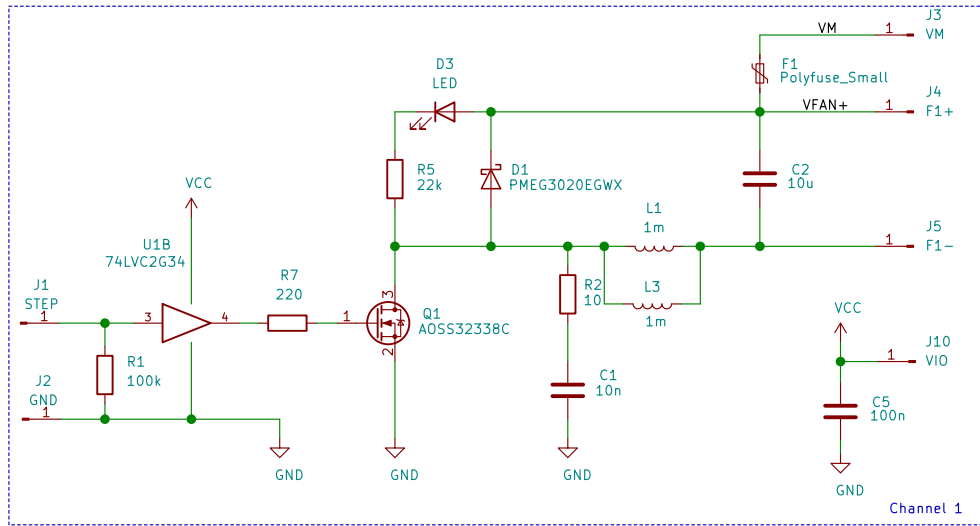 J3
VM
1
VM
D3
LED
F1
Polyfuse_Small
J4
VFAN+
1
F1+
R5
22k
D1
PMEG3020EGWX
C2
10u
VCC
L1
1m
J5
1
F1-
U1B
74LVC2G34
R7
220
R2
10
L3
1m
VCC
J1
STEP
1
3
4
1
3
2
Q1
AOSS32338C
J10
1
VIO
R1
100k
C1
10n
J2
GND
1
C5
100n
GND
GND
GND
GND
Channel 1